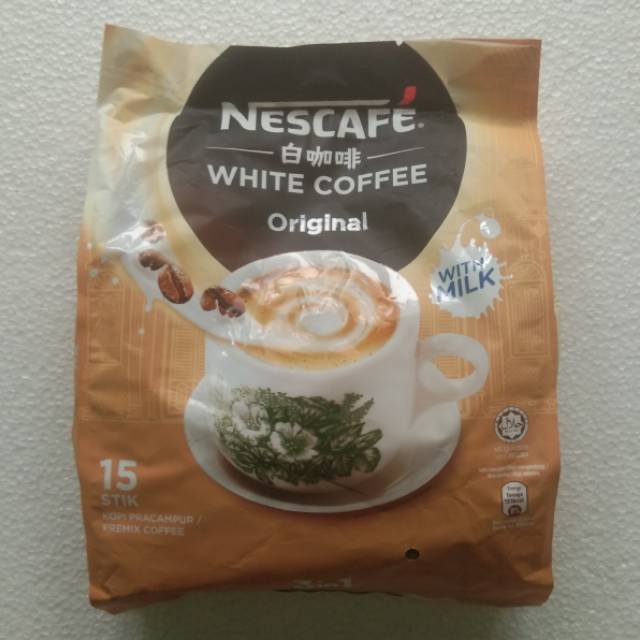 NESCAFÉ.
白咖啡
WHITE COFFEE
Original
WITH
MILK
15
STIK
KOPI PRACAMPUR /
PREMIX COFFEE